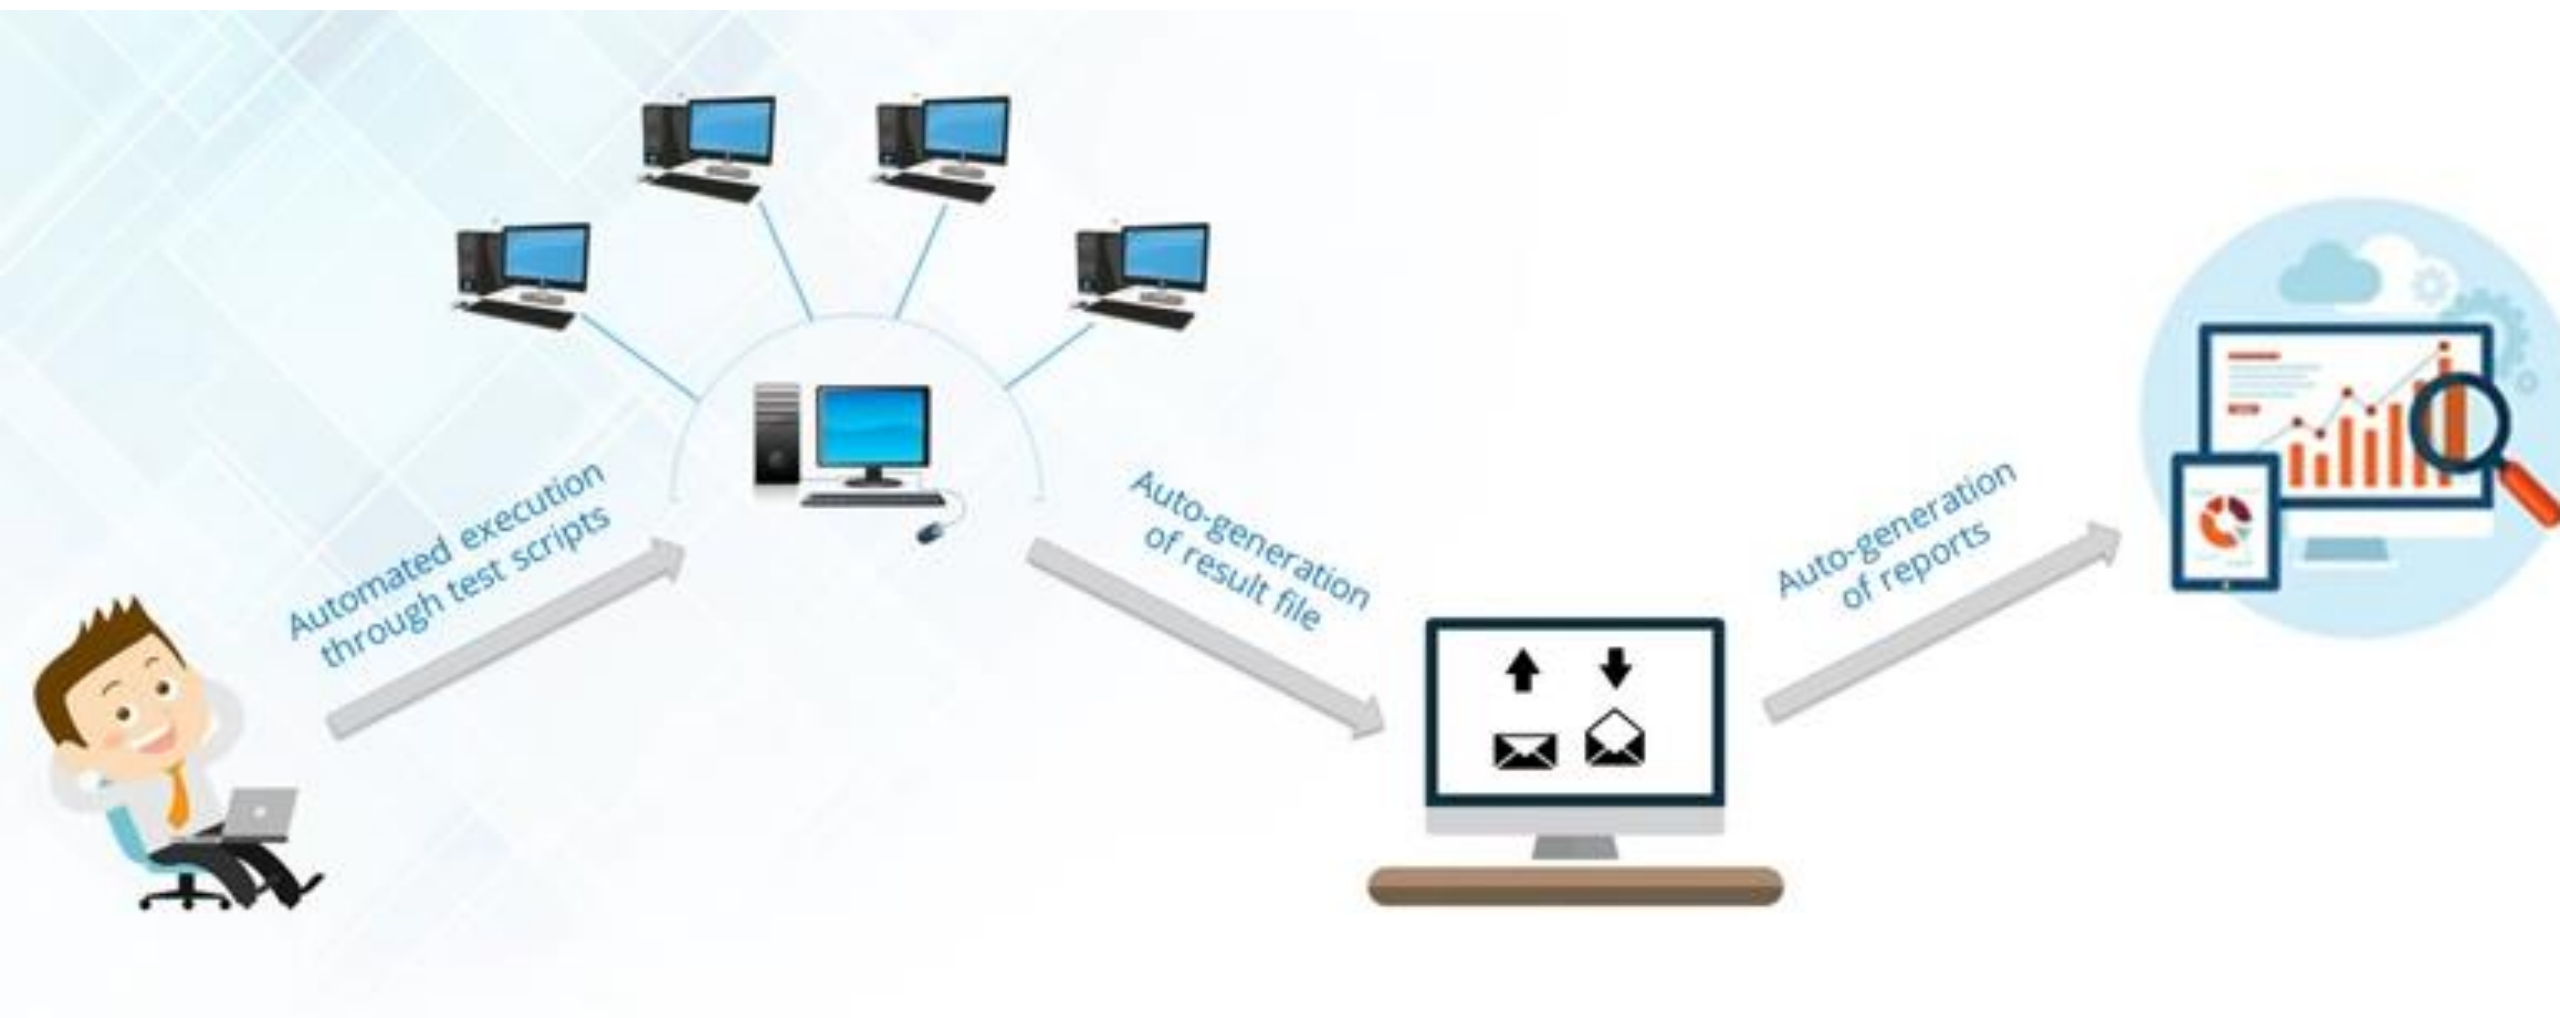 Automated execution
through test scripts
Auto-generation
of result file
Auto-generation
of reports